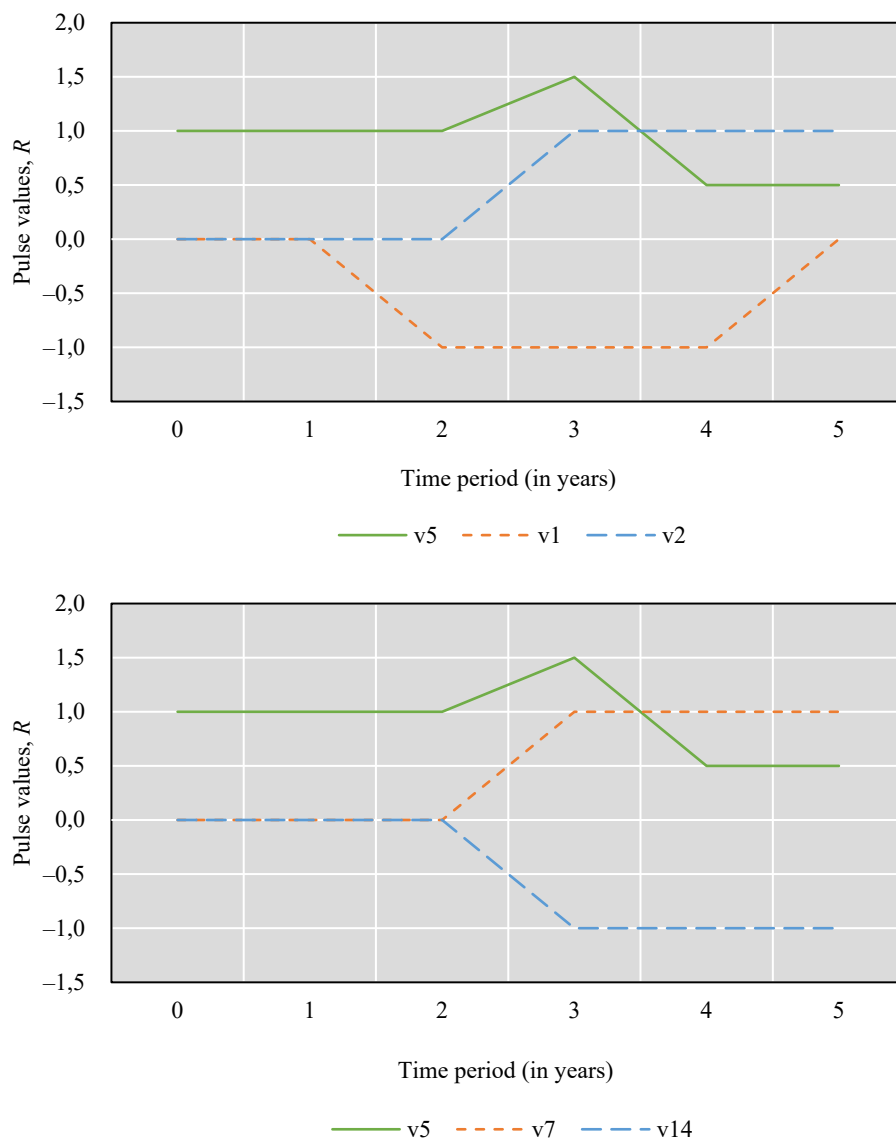 2,0
1,5
1,0
0,5
0,0
–0,5
–1,0
–1,5
Pulse values, R
0 1 2 3 4 5
Time period (in years)
v5 v1 v2
2,0
1,5
1,0
0,5
0,0
–0,5
–1,0
–1,5
Pulse values, R
0 1 2 3 4 5
Time period (in years)
v5 v7 v14